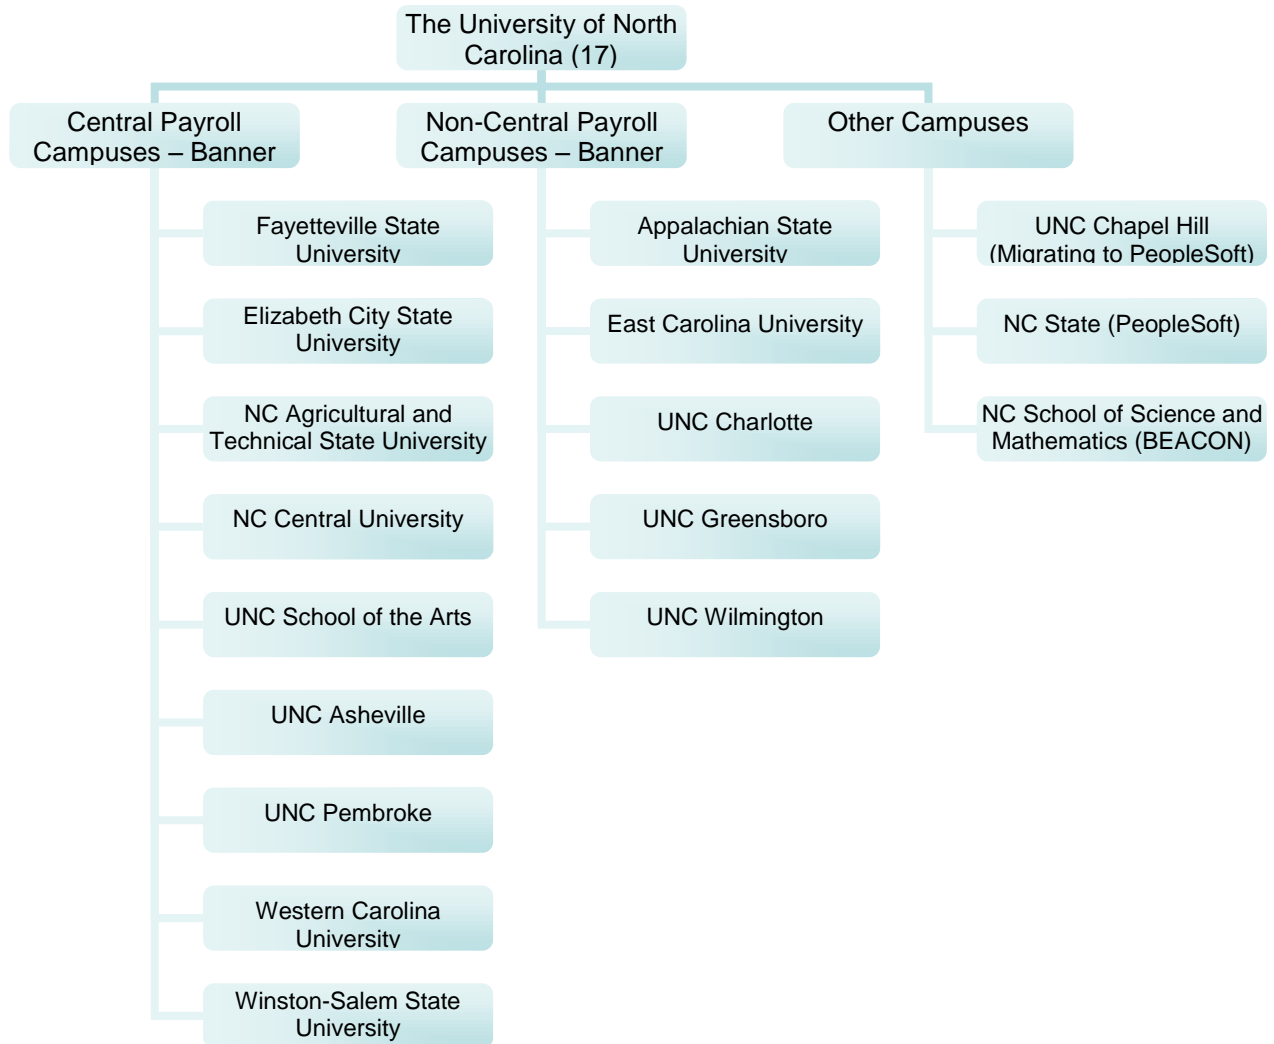 The University of North
Carolina (17)
Central Payroll
Campuses – Banner
Non-Central Payroll
Campuses – Banner
Other Campuses
Fayetteville State
University
Elizabeth City State
University
NC Agricultural and
Technical State University
NC Central University
UNC School of the Arts
UNC Asheville
UNC Pembroke
Western Carolina
University
Winston-Salem State
University
Appalachian State
University
East Carolina University
UNC Charlotte
UNC Greensboro
UNC Wilmington
UNC Chapel Hill
(Migrating to PeopleSoft)
NC State (PeopleSoft)
NC School of Science and
Mathematics (BEACON)